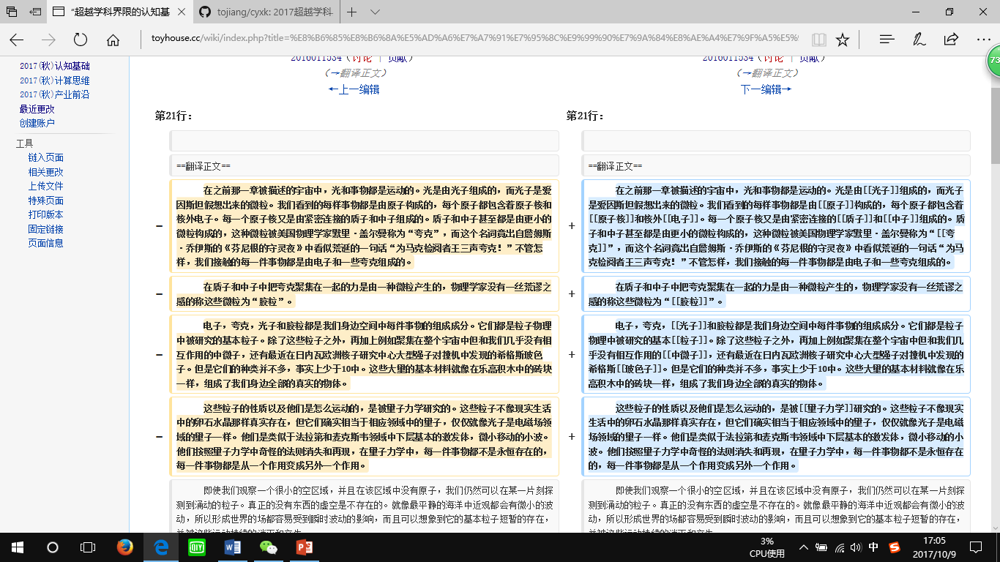 “超越学科界限的认知基
tojiang/cyxk: 2017超越学科
toyhouse.cc/wiki/index.php?title=%E8%B6%85%E8%B6%8A%E5%AD%A6%E7%A7%91%E7%95%8C%E9%99%90%E7%9A%84%E8%AE%A4%E7%9F%A5%E5%
73
2017(秋)认知基础
2017(秋)计算思维
2017(秋)产业前沿
最近更改
创建账户
工具
链入页面
相关更改
上传文件
特殊页面
打印版本
固定链接
页面信息
2016011534（讨论 | 贡献）
（→翻译正文）
←上一编辑
2016011534（讨论 | 贡献）
（→翻译正文）
下一编辑→
第21行：
第21行：
==翻译正文==
==翻译正文==
−
在之前那一章被描述的宇宙中，光和事物都是运动的。光是由光子组成的，而光子是爱
因斯坦假想出来的微粒。我们看到的每样事物都是由原子构成的，每个原子都包含着原子核和
核外电子。每一个原子核又是由紧密连接的质子和中子组成的。质子和中子甚至都是由更小的
微粒构成的，这种微粒被美国物理学家默里·盖尔曼称为“夸克”，而这个名词竟出自詹姆斯
·乔伊斯的《芬尼根的守灵夜》中看似荒诞的一句话“为马克检阅者王三声夸克！”不管怎
样，我们接触的每一件事物都是由电子和一些夸克组成的。
+
在之前那一章被描述的宇宙中，光和事物都是运动的。光是由[[光子]]组成的，而光子
是爱因斯坦假想出来的微粒。我们看到的每样事物都是由[[原子]]构成的，每个原子都包含着
[[原子核]]和核外[[电子]]。每一个原子核又是由紧密连接的[[质子]]和[[中子]]组成的。质
子和中子甚至都是由更小的微粒构成的，这种微粒被美国物理学家默里·盖尔曼称为“[[夸
克]]”，而这个名词竟出自詹姆斯·乔伊斯的《芬尼根的守灵夜》中看似荒诞的一句话“为马
克检阅者王三声夸克！”不管怎样，我们接触的每一件事物都是由电子和一些夸克组成的。
−
在质子和中子中把夸克聚集在一起的力是由一种微粒产生的，物理学家没有一丝荒谬之
感的称这些微粒为“胶粒”。
+
在质子和中子中把夸克聚集在一起的力是由一种微粒产生的，物理学家没有一丝荒谬之
感的称这些微粒为“[[胶粒]]”。
−
电子，夸克，光子和胶粒都是我们身边空间中每件事物的组成成分。它们都是粒子物理
中被研究的基本粒子。除了这些粒子之外，再加上例如聚集在整个宇宙中但和我们几乎没有相
互作用的中微子，还有最近在日内瓦欧洲核子研究中心大型强子对撞机中发现的希格斯玻色
子。但是它们的种类并不多，事实上少于10中。这些大量的基本材料就像在乐高积木中的砖块
一样，组成了我们身边全部的真实的物体。
+
电子，夸克，[[光子]]和胶粒都是我们身边空间中每件事物的组成成分。它们都是粒子
物理中被研究的基本[[粒子]]。除了这些粒子之外，再加上例如聚集在整个宇宙中但和我们几
乎没有相互作用的[[中微子]]，还有最近在日内瓦欧洲核子研究中心大型强子对撞机中发现的
希格斯[[玻色子]]。但是它们的种类并不多，事实上少于10中。这些大量的基本材料就像在乐
高积木中的砖块一样，组成了我们身边全部的真实的物体。
−
这些粒子的性质以及他们是怎么运动的，是被量子力学研究的。这些粒子不像现实生活
中的卵石水晶那样真实存在，但它们确实相当于相应领域中的量子，仅仅就像光子是电磁场领
域的量子一样。他们是类似于法拉第和麦克斯韦领域中下层基本的激发体，微小移动的小波。
他们按照量子力学中奇怪的法则消失和再现，在量子力学中，每一件事物都不是永恒存在的，
每一件事物都是从一个作用变成另外一个作用。
+
这些粒子的性质以及他们是怎么运动的，是被[[量子力学]]研究的。这些粒子不像现实
生活中的卵石水晶那样真实存在，但它们确实相当于相应领域中的量子，仅仅就像光子是电磁
场领域的量子一样。他们是类似于法拉第和麦克斯韦领域中下层基本的激发体，微小移动的小
波。他们按照量子力学中奇怪的法则消失和再现，在量子力学中，每一件事物都不是永恒存在
的，每一件事物都是从一个作用变成另外一个作用。
即使我们观察一个很小的空区域，并且在该区域中没有原子，我们仍然可以在某一片刻探
测到涌动的粒子。真正的没有东西的虚空是不存在的。就像最平静的海洋中近观都会有微小的波
动，所以形成世界的场都容易受到瞬时波动的影响，而且可以想象到它的基本粒子短暂的存在，
即使我们观察一个很小的空区域，并且在该区域中没有原子，我们仍然可以在某一片刻探
测到涌动的粒子。真正的没有东西的虚空是不存在的。就像最平静的海洋中近观都会有微小的波
动，所以形成世界的场都容易受到瞬时波动的影响，而且可以想象到它的基本粒子短暂的存在，
3%
CPU使用
中
17:05
2017/10/9